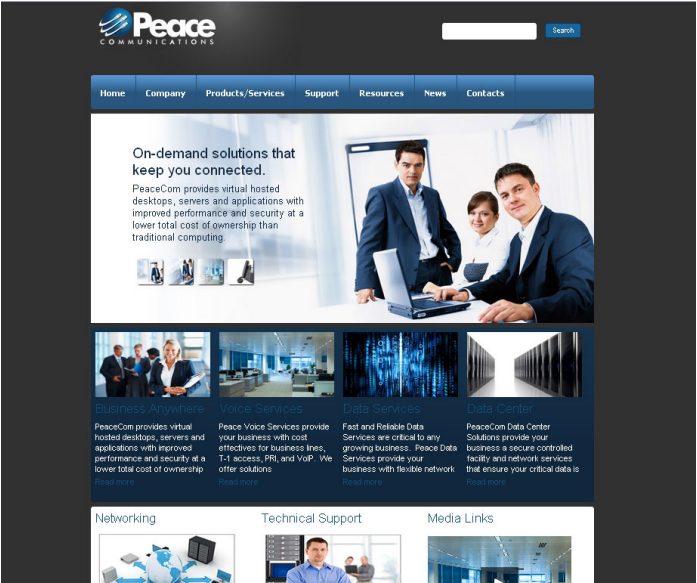 Peace
COMMUNICATIONS
Search
Home Company Products/Services Support Resources News Contacts
On-demand solutions that
keep you connected.
PeaceCom provides virtual hosted
desktops, servers and applications with
improved performance and security at a
lower total cost of ownership than
traditional computing.
Business Anywhere
PeaceCom provides virtual
hosted desktops, servers and
applications with improved
performance and security at a
lower total cost of ownership
Read more
Voice Services
Peace Voice Services provide
your business with cost
effectives for business lines,
T-1 access, PRI, and VoIP. We
offer solutions
Read more
Data Services
Fast and Reliable Data
Services are critical to any
growing business. Peace Data
Services provide your
business with flexible network
Read more
Data Center
PeaceCom Data Center
Solutions provide your
business a secure controlled
facility and network services
that ensure your critical data is
Read more
Networking
Technical Support
Media Links